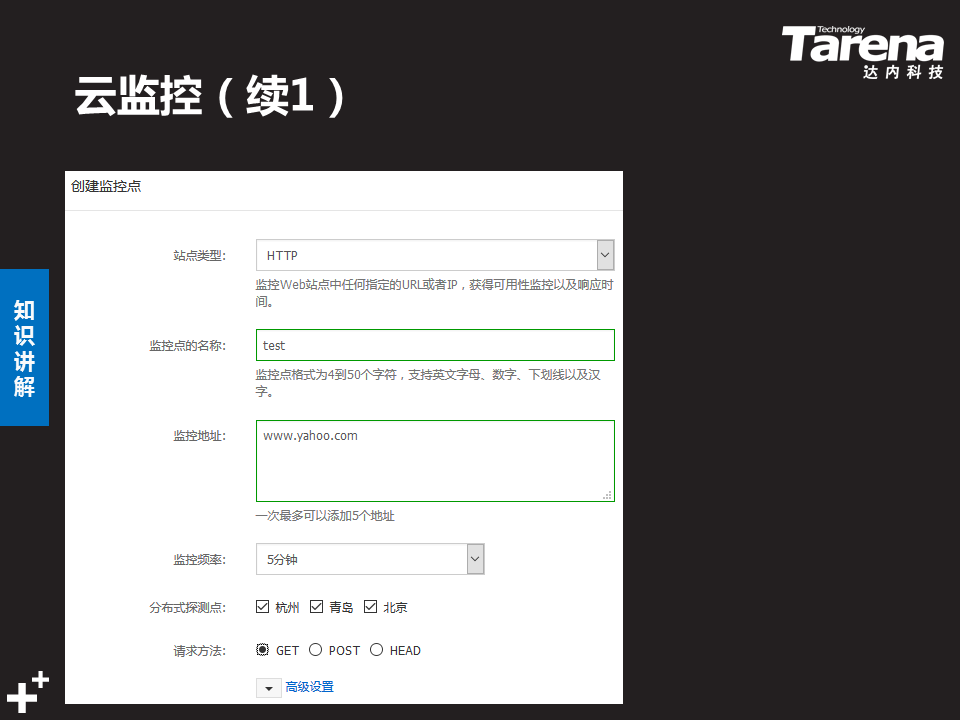 Technology
Tarena
达内科技
云监控（续1）
知识讲解
创建监控点
站点类型: HTTP
监控Web站点中任何指定的URL或者IP，获得可用性监控以及响应时
间。
监控点的名称: test
监控点格式为4到50个字符，支持英文字母、数字、下划线以及汉
字。
监控地址: www.yahoo.com
一次最多可以添加5个地址
监控频率: 5分钟
分布式探测点: 杭州 青岛 北京
请求方法: GET POST HEAD
高级设置